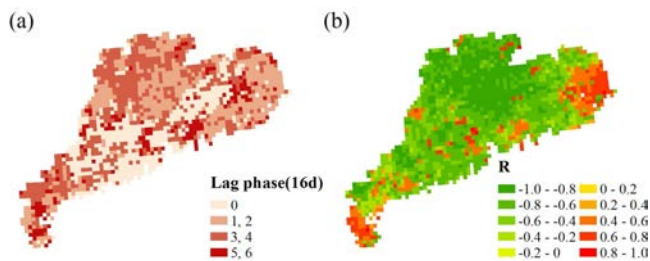 (a)
(b)
Lag phase(16d)
0
1, 2
3, 4
5, 6
R
-1.0 - -0.8
0 - 0.2
-0.8 - -0.6
0.2 - 0.4
-0.6 - -0.4
0.4 - 0.6
-0.4 - -0.2
0.6 - 0.8
-0.2 - 0
0.8 - 1.0